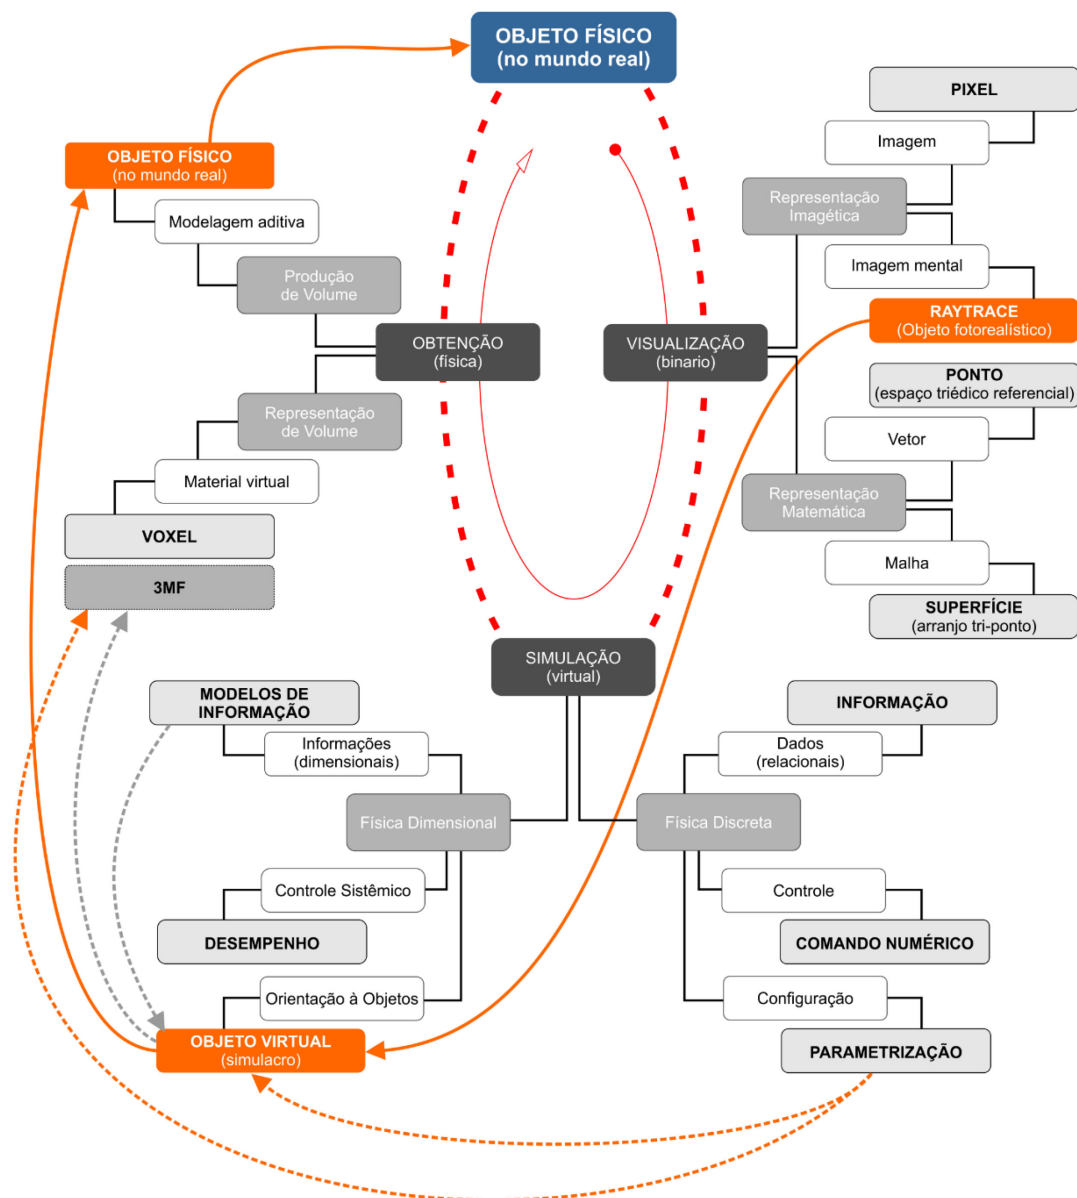 OBJETO FÍSICO
(no mundo real)
PIXEL
Imagem
OBJETO FÍSICO
(no mundo real)
Representação
Imagética
Modelagem aditiva
Imagem mental
Produção
de Volume
RAYTRACE
(Objeto fotorealístico)
OBTENÇÃO
(física)
VISUALIZAÇÃO
(binario)
PONTO
(espaço triédico referencial)
Representação
de Volume
Vetor
Material virtual
Representação
Matemática
VOXEL
Malha
3MF
SUPERFÍCIE
(arranjo tri-ponto)
SIMULAÇÃO
(virtual)
MODELOS DE
INFORMAÇÃO
INFORMAÇÃO
Informações
(dimensionais)
Dados
(relacionais)
Física Dimensional
Física Discreta
Controle Sistêmico
Controle
DESEMPENHO
COMANDO NUMÉRICO
Orientação à Objetos
Configuração
OBJETO VIRTUAL
(simulacro)
PARAMETRIZAÇÃO